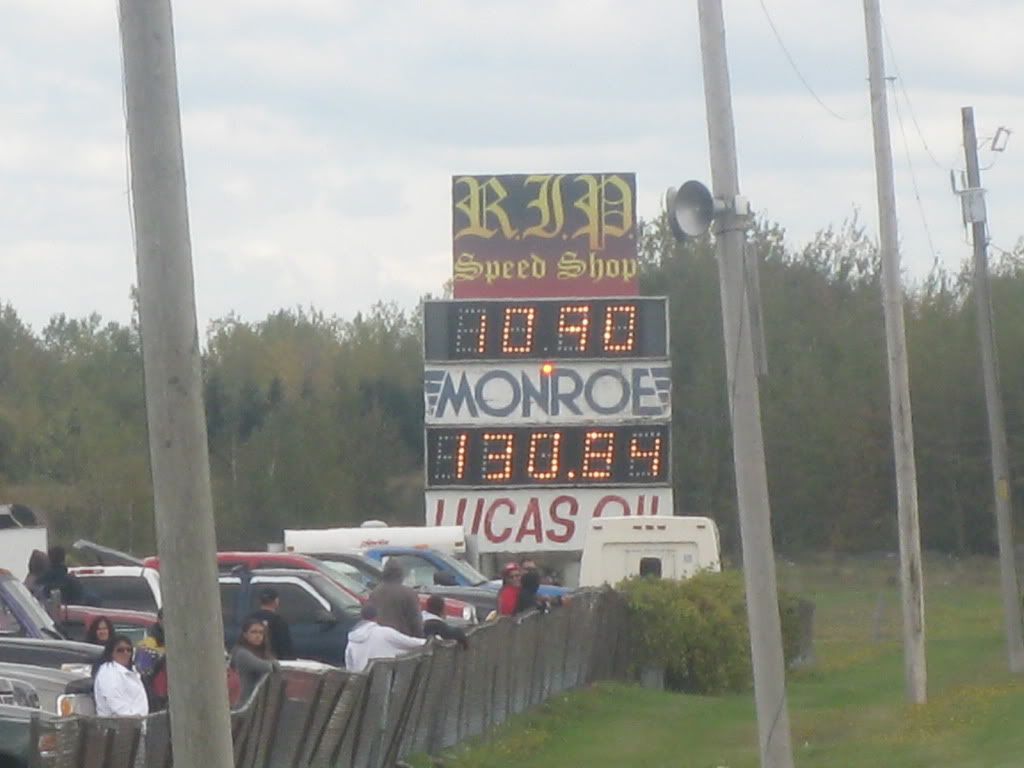 R.I.P
Speed Shop
10.90
MONROE
130.84
LUCAS OIL